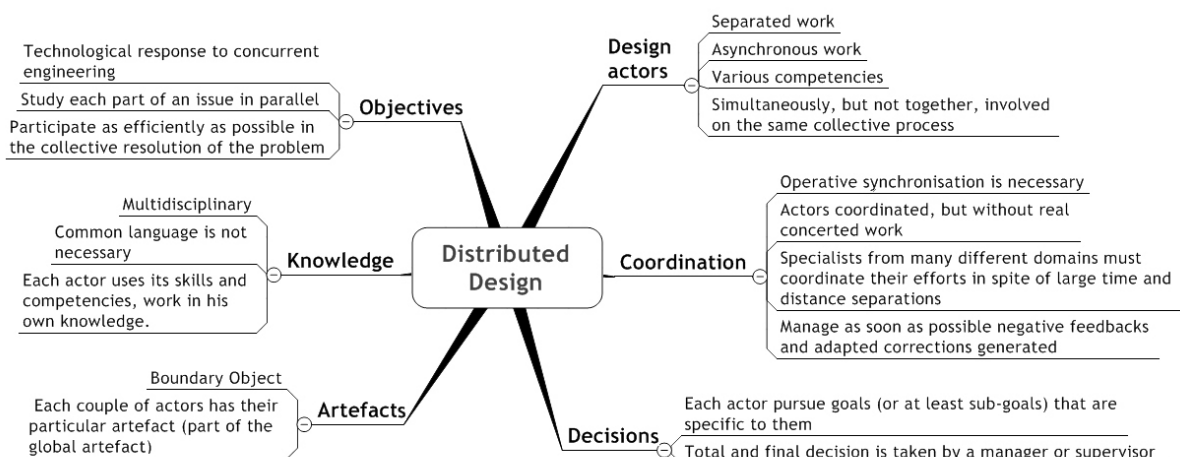 Technological response to concurrent
engineering
Study each part of an issue in parallel
Participate as efficiently as possible in
the collective resolution of the problem
Objectives
Multidisciplinary
Common language is not
necessary
Each actor uses its skills and
competencies, work in his
own knowledge.
Knowledge
Boundary Object
Each couple of actors has their
particular artefact (part of the
global artefact)
Artefacts
Distributed
Design
Design
actors
Separated work
Asynchronous work
Various competencies
Simultaneously, but not together, involved
on the same collective process
Coordination
Operative synchronisation is necessary
Actors coordinated, but without real
concerted work
Specialists from many different domains must
coordinate their efforts in spite of large time and
distance separations
Manage as soon as possible negative feedbacks
and adapted corrections generated
Decisions
Each actor pursue goals (or at least sub-goals) that are
specific to them
Total and final decision is taken by a manager or supervisor